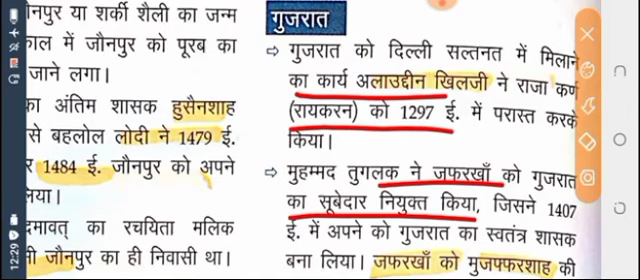 नपुर या शर्की शैली का जन्म
काल में जौनपुर को पूरब का
जाने लगा।
का अंतिम शासक हुसैनशाह
से बहलोल लोदी ने 1479 ई.
र 1484 ई. जौनपुर को अपने
लिया।
मावत् का रचयिता मलिक
भी जौनपुर का ही निवासी था।
गुजरात
⇨ गुजरात को दिल्ली सल्तनत में मिलाने
का कार्य अलाउद्दीन खिलजी ने राजा कर्ण
(रायकरन) को 1297 ई. में परास्त करके
किया।
⇨ मुहम्मद तुगलक ने जफरखाँ को गुजरात
का सूबेदार नियुक्त किया, जिसने 1407
ई. में अपने को गुजरात का स्वतंत्र शासक
बना लिया। जफरखाँ को मुजफ्फरशाह की
12:29